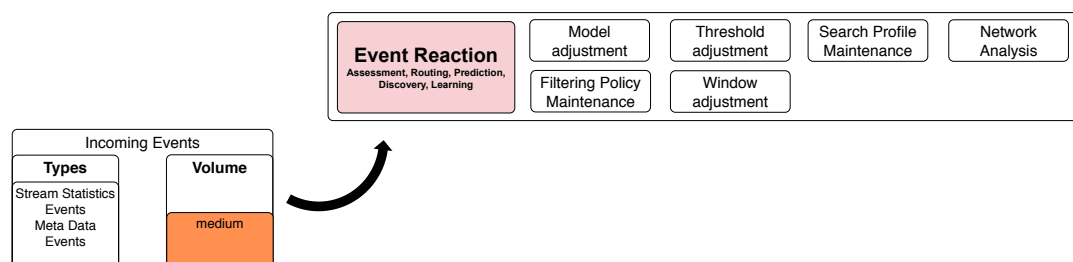 Event Reaction
Assessment, Routing, Prediction,
Discovery, Learning
Model
adjustment
Threshold
adjustment
Search Profile
Maintenance
Network
Analysis
Filtering Policy
Maintenance
Window
adjustment
Incoming Events
Types
Volume
Stream Statistics
Events
Meta Data
Events
medium